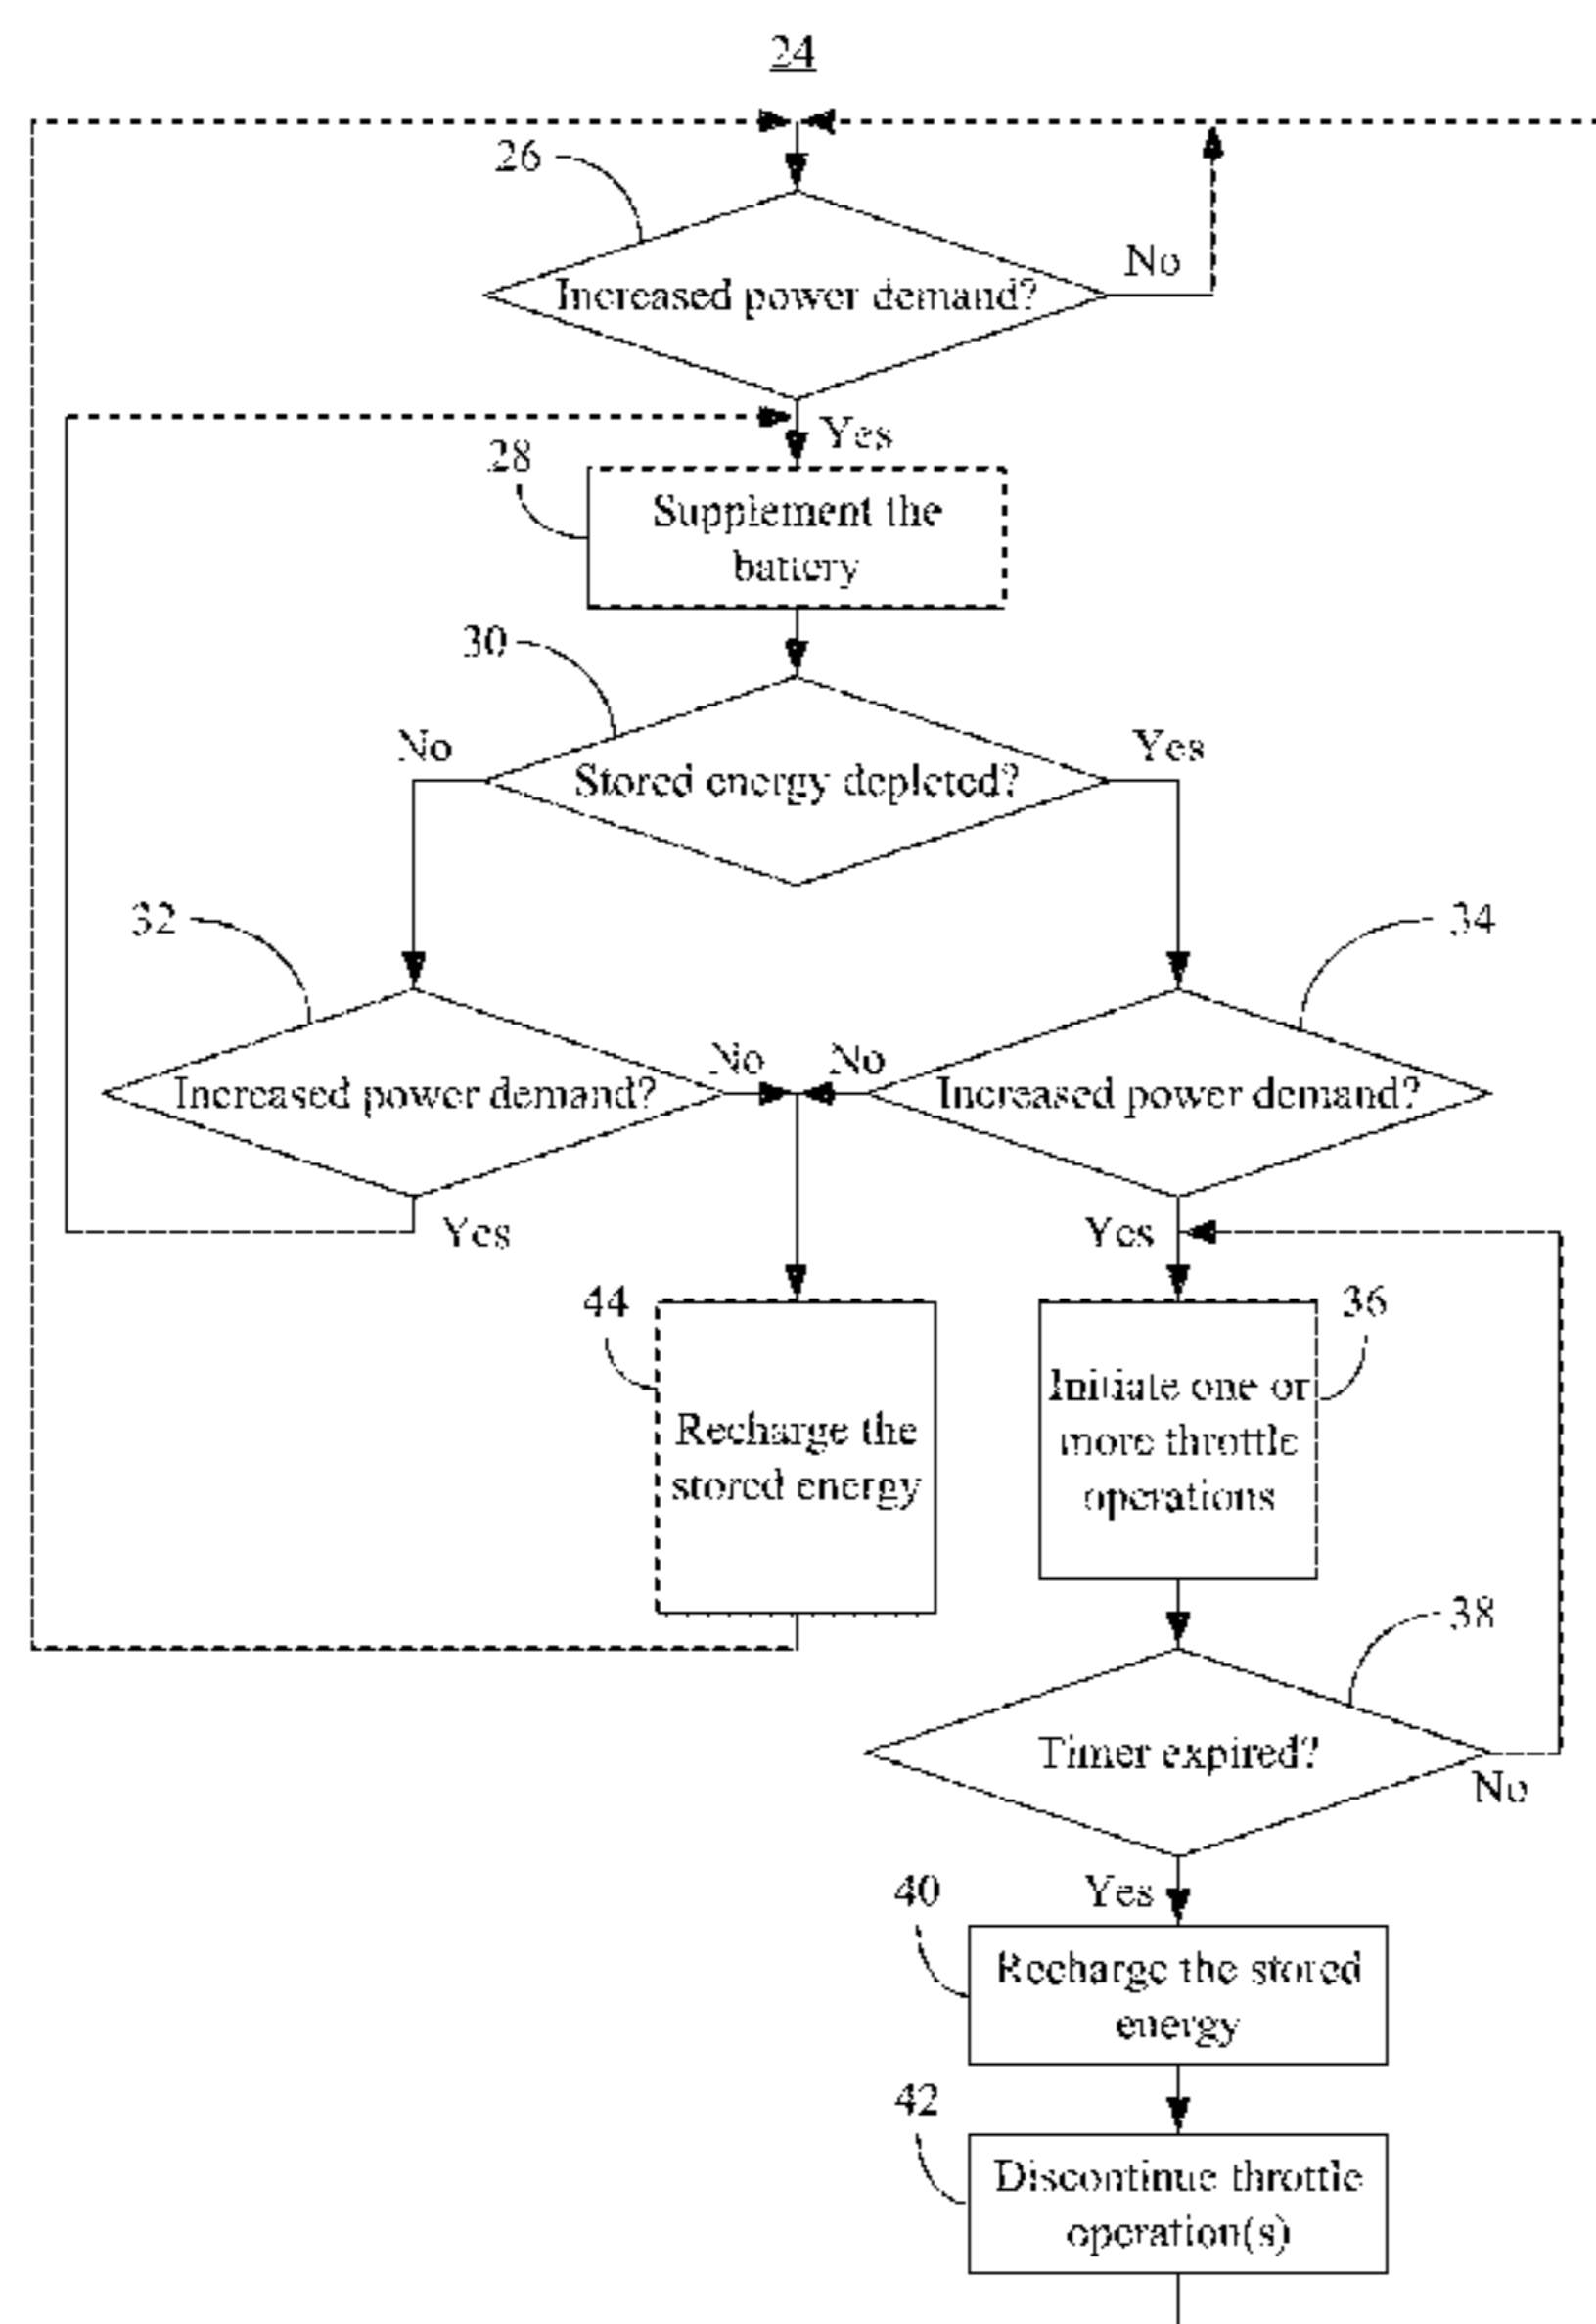 24
26
No
Increased power demand?
Yes
28
Supplement the
battery
30
No
Yes
Stored energy depleted?
32
34
No
No
Increased power demand?
Increased power demand?
Yes
Yes
44
36
Initiate one or
more throttle
operations
Recharge the
stored energy
38
Timer expired?
No
40
Yes
Recharge the stored
energy
42
Discontinue throttle
operation(s)